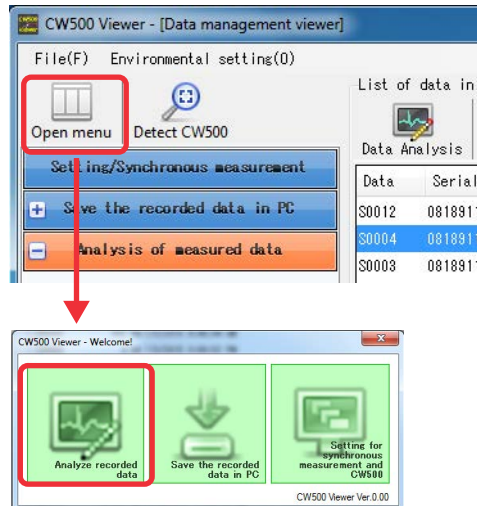 CW500 Viewer - [Data management viewer]
File(F) Environmental setting(O)
List of data in
Open menu Detect CW500
Data Analysis
Setting/Synchronous measurement
Data Serial
Save the recorded data in PC
S0012 0818911
Analysis of measured data
S0004 0818911
S0003 0818911
CW500 Viewer - Welcome!
Analyze recorded
data
Save the recorded
data in PC
Setting for
synchronous
measurement and
CW500
CW500 Viewer Ver.0.00